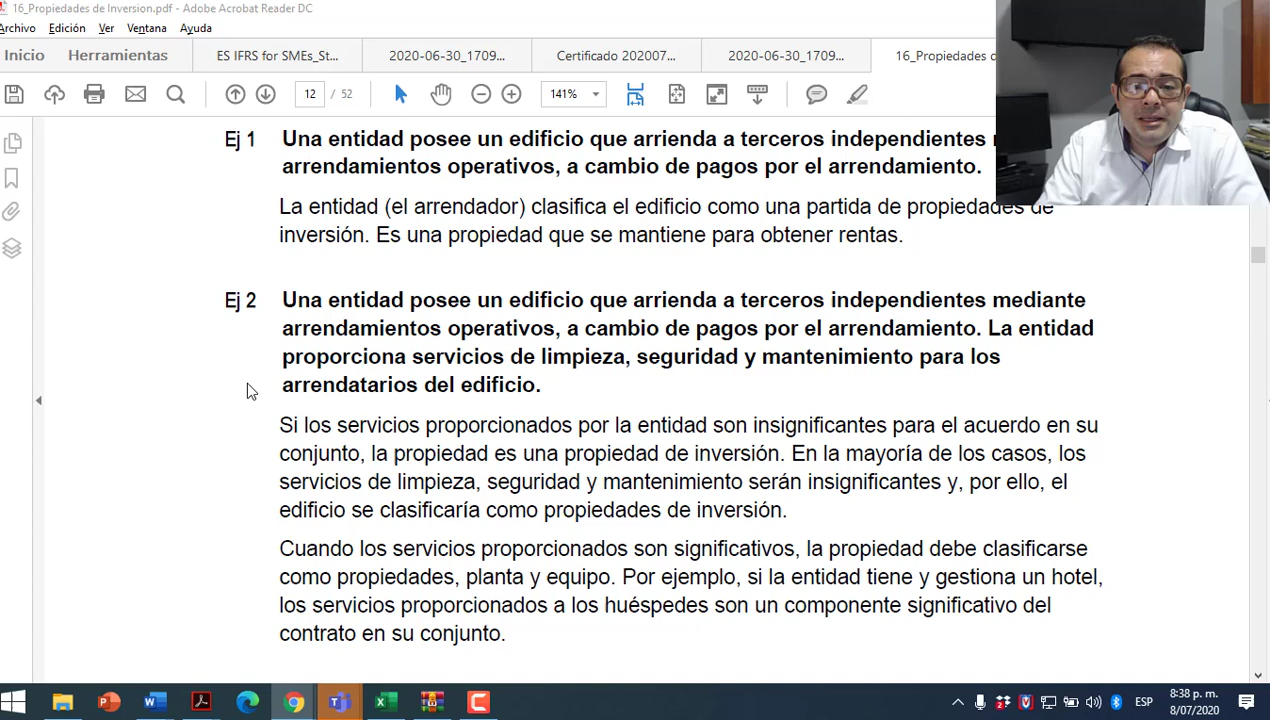 16_Propiedades de Inversion.pdf - Adobe Acrobat Reader DC
Archivo Edición Ver Ventana Ayuda
Inicio Herramientas ES IFRS for SMEs_St... 2020-06-30_1709... Certificado 202007... 2020-06-30_1709... 16_Propiedades d
12 / 52 141%
Ej 1 Una entidad posee un edificio que arrienda a terceros independientes
arrendamientos operativos, a cambio de pagos por el arrendamiento.
La entidad (el arrendador) clasifica el edificio como una partida de propiedades de
inversión. Es una propiedad que se mantiene para obtener rentas.
Ej 2 Una entidad posee un edificio que arrienda a terceros independientes mediante
arrendamientos operativos, a cambio de pagos por el arrendamiento. La entidad
proporciona servicios de limpieza, seguridad y mantenimiento para los
arrendatarios del edificio.
Si los servicios proporcionados por la entidad son insignificantes para el acuerdo en su
conjunto, la propiedad es una propiedad de inversión. En la mayoría de los casos, los
servicios de limpieza, seguridad y mantenimiento serán insignificantes y, por ello, el
edificio se clasificaría como propiedades de inversión.
Cuando los servicios proporcionados son significativos, la propiedad debe clasificarse
como propiedades, planta y equipo. Por ejemplo, si la entidad tiene y gestiona un hotel,
los servicios proporcionados a los huéspedes son un componente significativo del
contrato en su conjunto.
ESP 8:38 p. m.
8/07/2020